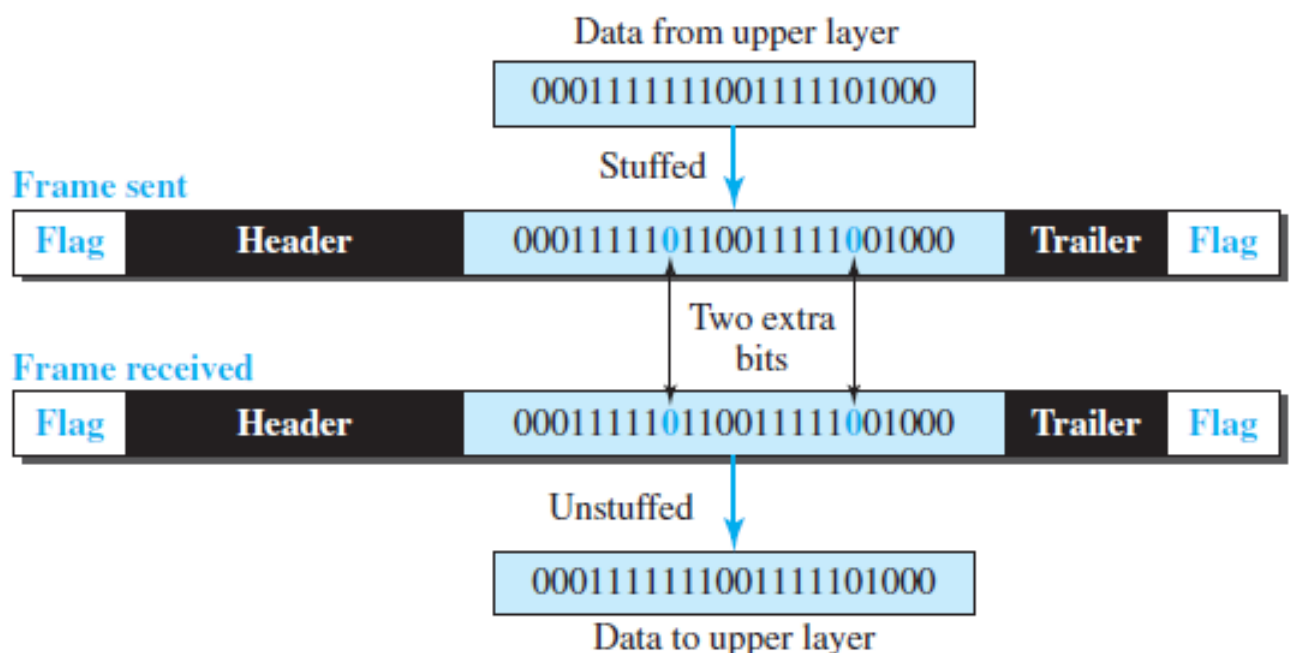 Data from upper layer
0001111111001111101000
Stuffed
Frame sent
Flag Header 000111110110011111001000 Trailer Flag
Two extra
bits
Frame received
Flag Header 000111110110011111001000 Trailer Flag
Unstuffed
0001111111001111101000
Data to upper layer